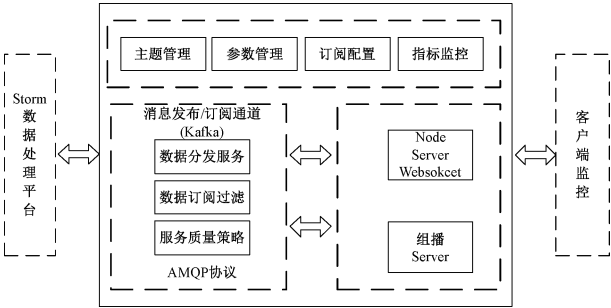 主题管理
参数管理
订阅配置
指标监控
Storm
数
据
处
理
平
台
消息发布/订阅通道
(Kafka)
数据分发服务
数据订阅过滤
服务质量策略
AMQP协议
Node
Server
Websokcet
组播
Server
客
户
端
监
控